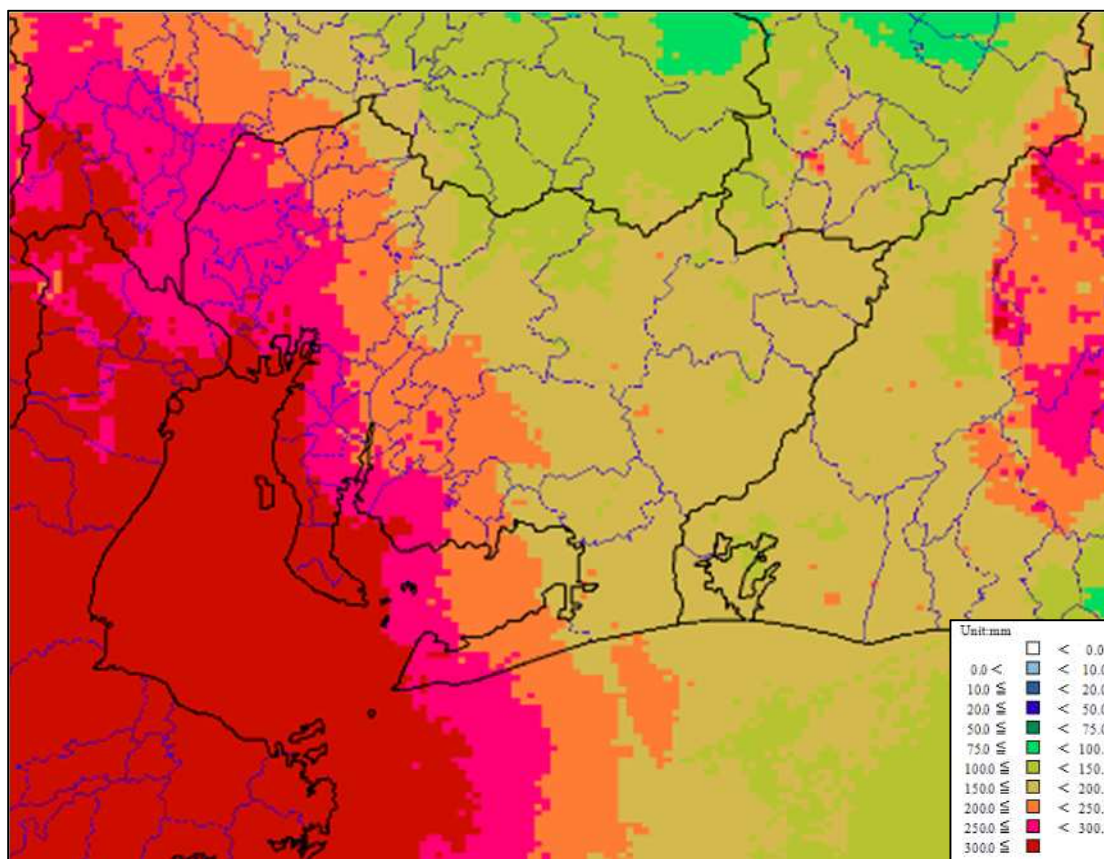 Unit:mm
< 0.0
0.0 < < 10.0
10.0 ≦ < 20.0
20.0 ≦ < 50.0
50.0 ≦ < 75.0
75.0 ≦ < 100.
100.0 ≦ < 150.
150.0 ≦ < 200.
200.0 ≦ < 250.
250.0 ≦ < 300.
300.0 ≦